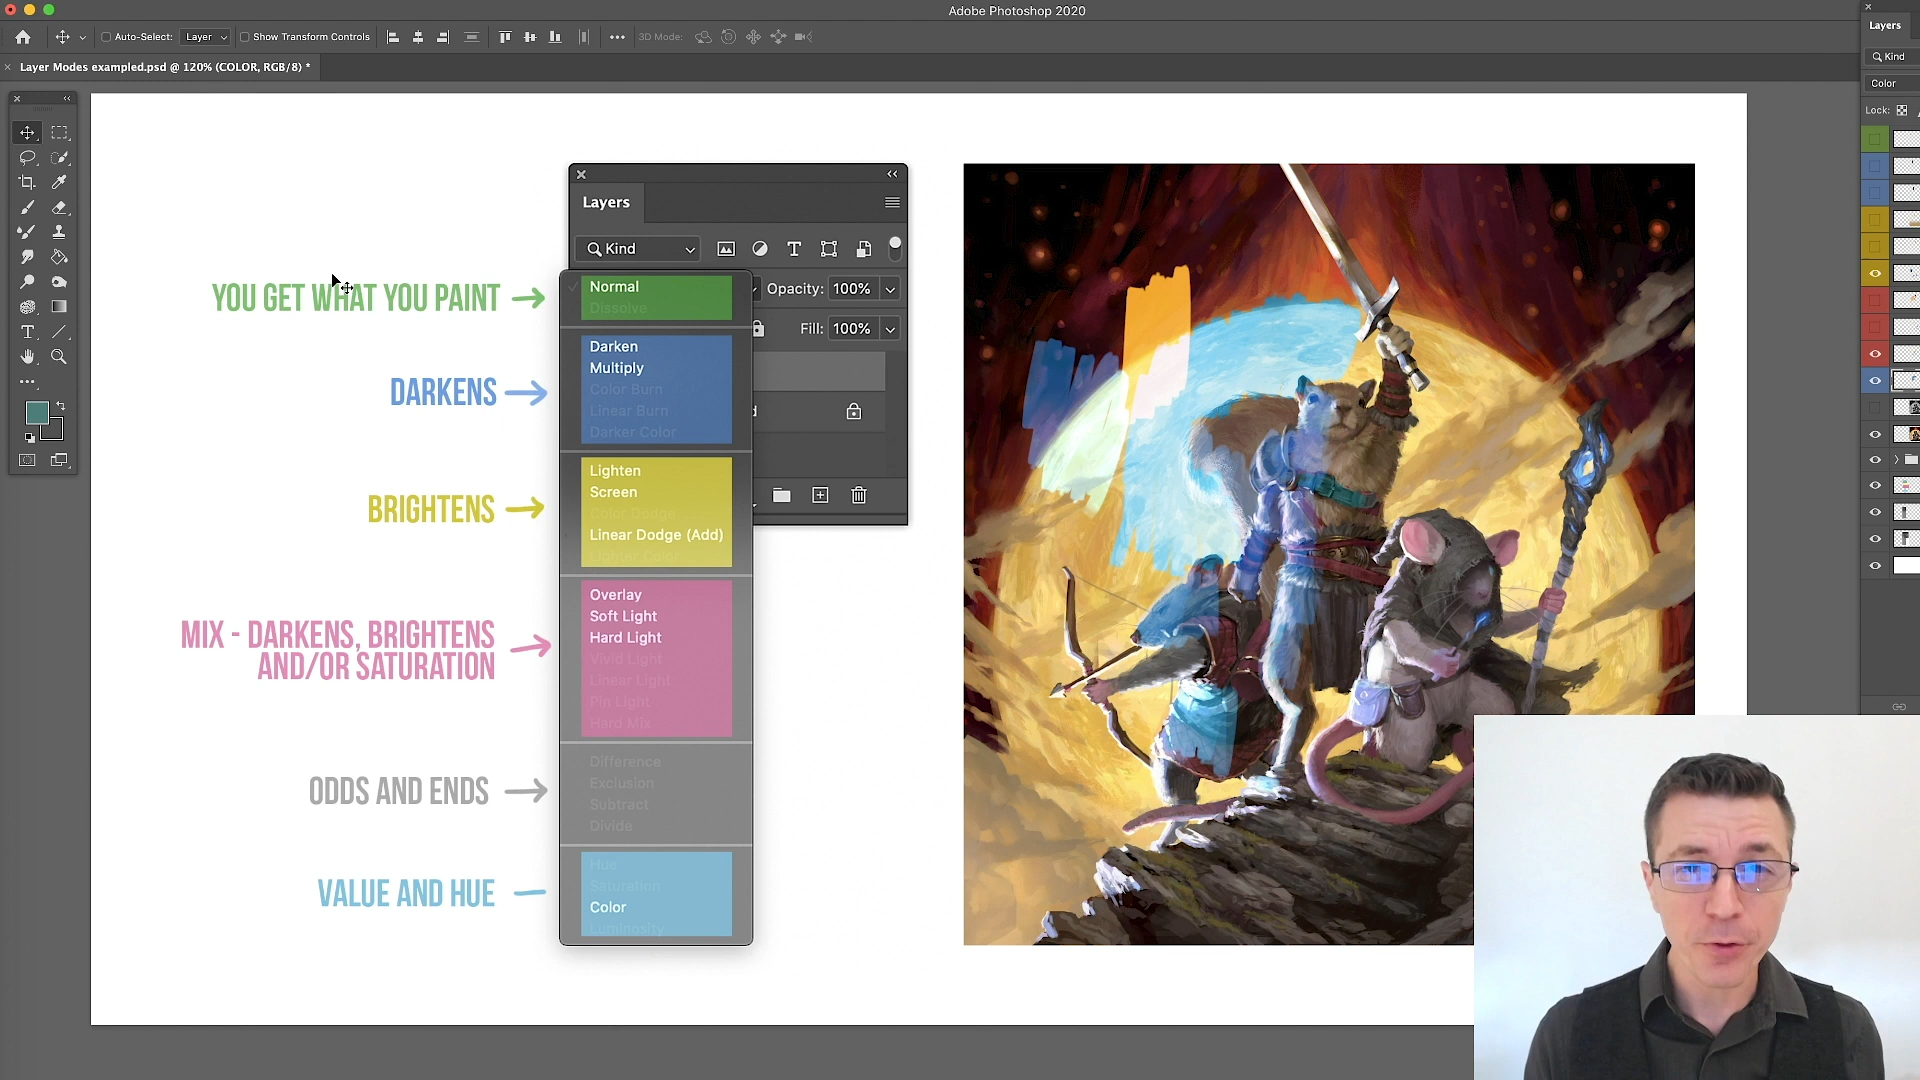 Adobe Photoshop 2020
Auto-Select: Layer Show Transform Controls 3D Mode:
Layer Modes exampled.psd @ 120% (COLOR, RGB/8) *
Layers
Kind
Color
Lock:
Layers
Kind
Opacity: 100%
Fill: 100%
YOU GET WHAT YOU PAINT
Normal
Dissolve
DARKENS
Darken
Multiply
Color Burn
Linear Burn
Darker Color
BRIGHTENS
Lighten
Screen
Color Dodge
Linear Dodge (Add)
Lighter Color
MIX - DARKENS, BRIGHTENS
AND/OR SATURATION
Overlay
Soft Light
Hard Light
Vivid Light
Linear Light
Pin Light
Hard Mix
ODDS AND ENDS
Difference
Exclusion
Subtract
Divide
VALUE AND HUE
Hue
Saturation
Color
Luminosity